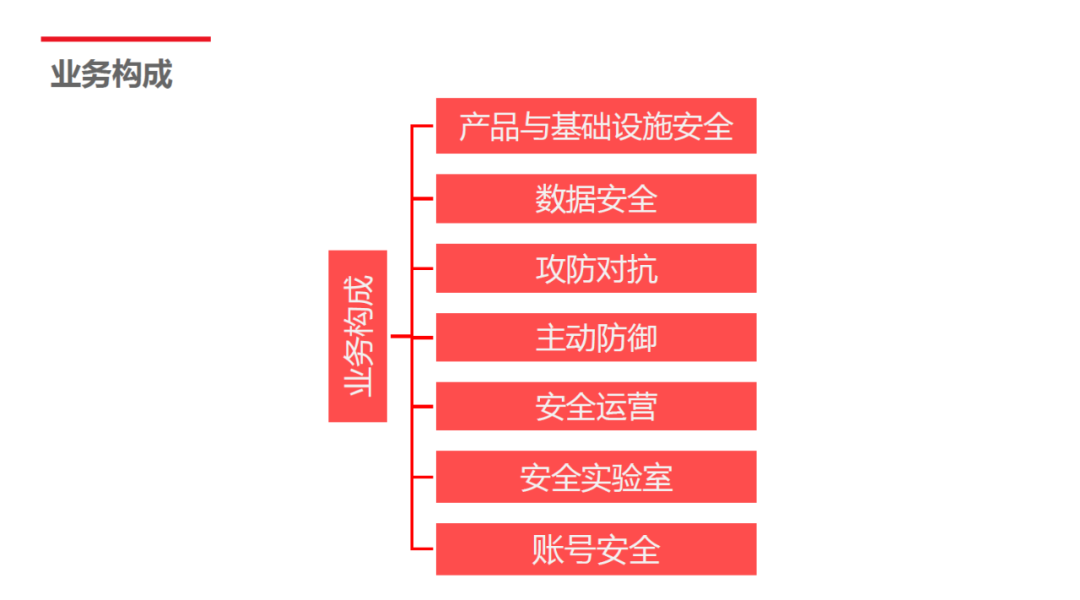 业务构成
产品与基础设施安全
数据安全
攻防对抗
业务构成
主动防御
安全运营
安全实验室
账号安全